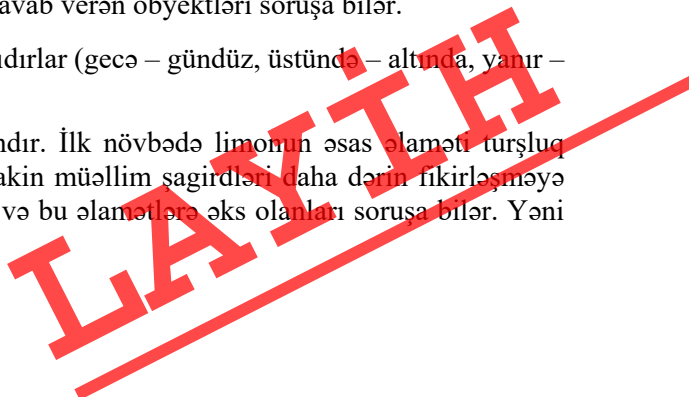 avab verən obyektləri soruşa bilər.
ıdırlar (gecə – gündüz, üstündə – altında, yanır –
ndır. İlk növbədə limonun əsas əlaməti turşluq
akin müəllim şagirdləri daha dərin fikirləşməyə
və bu əlamətlərə əks olanları soruşa bilər. Yəni
LAYİH